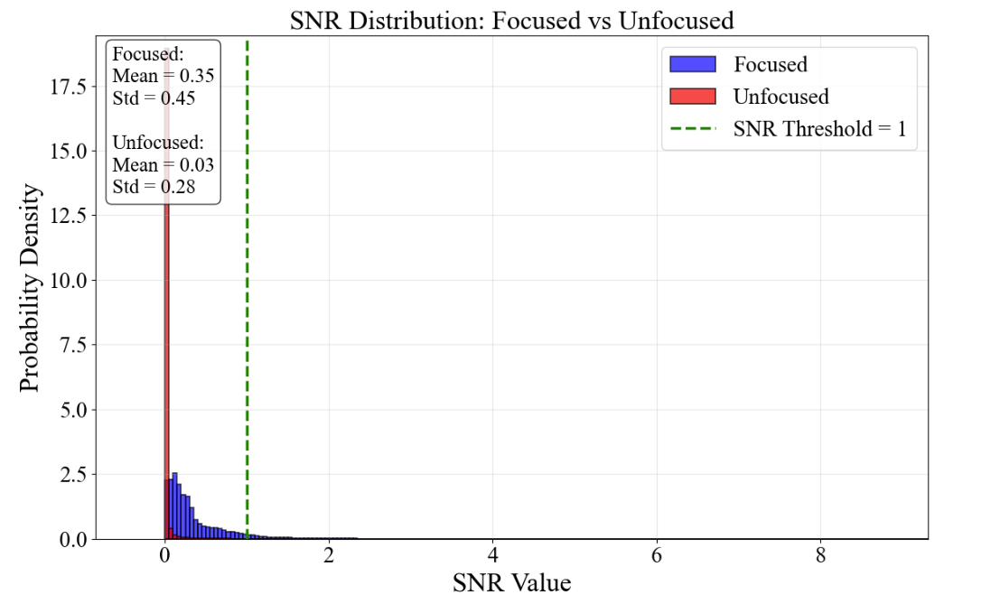 SNR Distribution: Focused vs Unfocused
Focused:
Mean = 0.35
Std = 0.45
Unfocused:
Mean = 0.03
Std = 0.28
Focused
Unfocused
SNR Threshold = 1
Probability Density
17.5
15.0
12.5
10.0
7.5
5.0
2.5
0.0
0
2
4
6
8
SNR Value